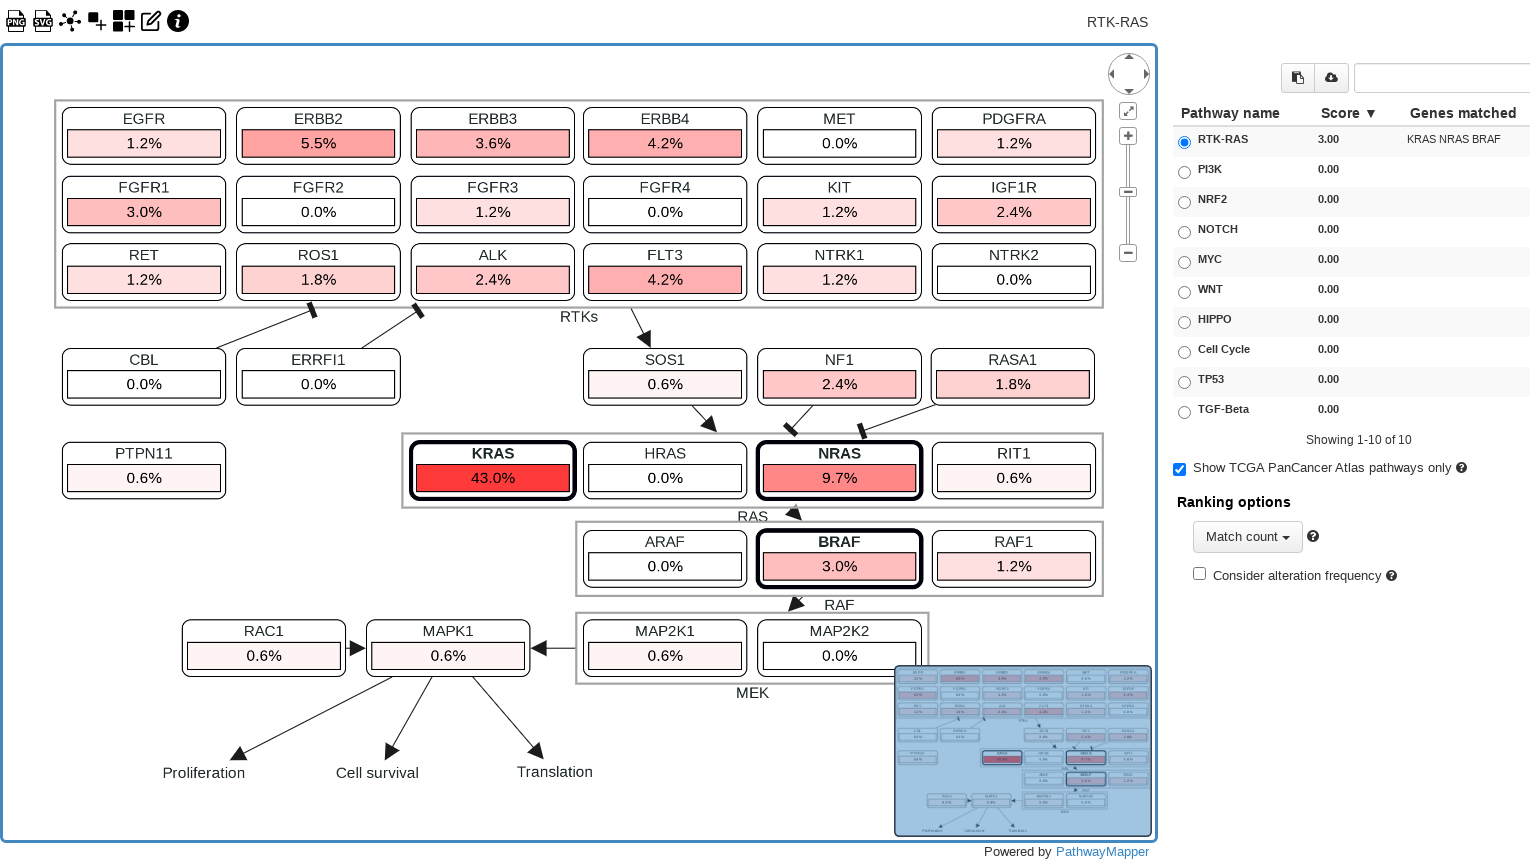 PNG SVG RTK-RAS
EGFR ERBB2 ERBB3 ERBB4 MET PDGFRA
1.2% 5.5% 3.6% 4.2% 0.0% 1.2%
FGFR1 FGFR2 FGFR3 FGFR4 KIT IGF1R
3.0% 0.0% 1.2% 0.0% 1.2% 2.4%
RET ROS1 ALK FLT3 NTRK1 NTRK2
1.2% 1.8% 2.4% 4.2% 1.2% 0.0%
RTKs
CBL ERRFI1 SOS1 NF1 RASA1
0.0% 0.0% 0.6% 2.4% 1.8%
PTPN11 KRAS HRAS NRAS RIT1
0.6% 43.0% 0.0% 9.7% 0.6%
RAS
ARAF BRAF RAF1
0.0% 3.0% 1.2%
RAF
RAC1 MAPK1 MAP2K1 MAP2K2
0.6% 0.6% 0.6% 0.0%
MEK
Proliferation Cell survival Translation
Powered by PathwayMapper
Pathway name Score ▼ Genes matched
RTK-RAS 3.00 KRAS NRAS BRAF
PI3K 0.00
NRF2 0.00
NOTCH 0.00
MYC 0.00
WNT 0.00
HIPPO 0.00
Cell Cycle 0.00
TP53 0.00
TGF-Beta 0.00
Showing 1-10 of 10
Show TCGA PanCancer Atlas pathways only
Ranking options
Match count
Consider alteration frequency